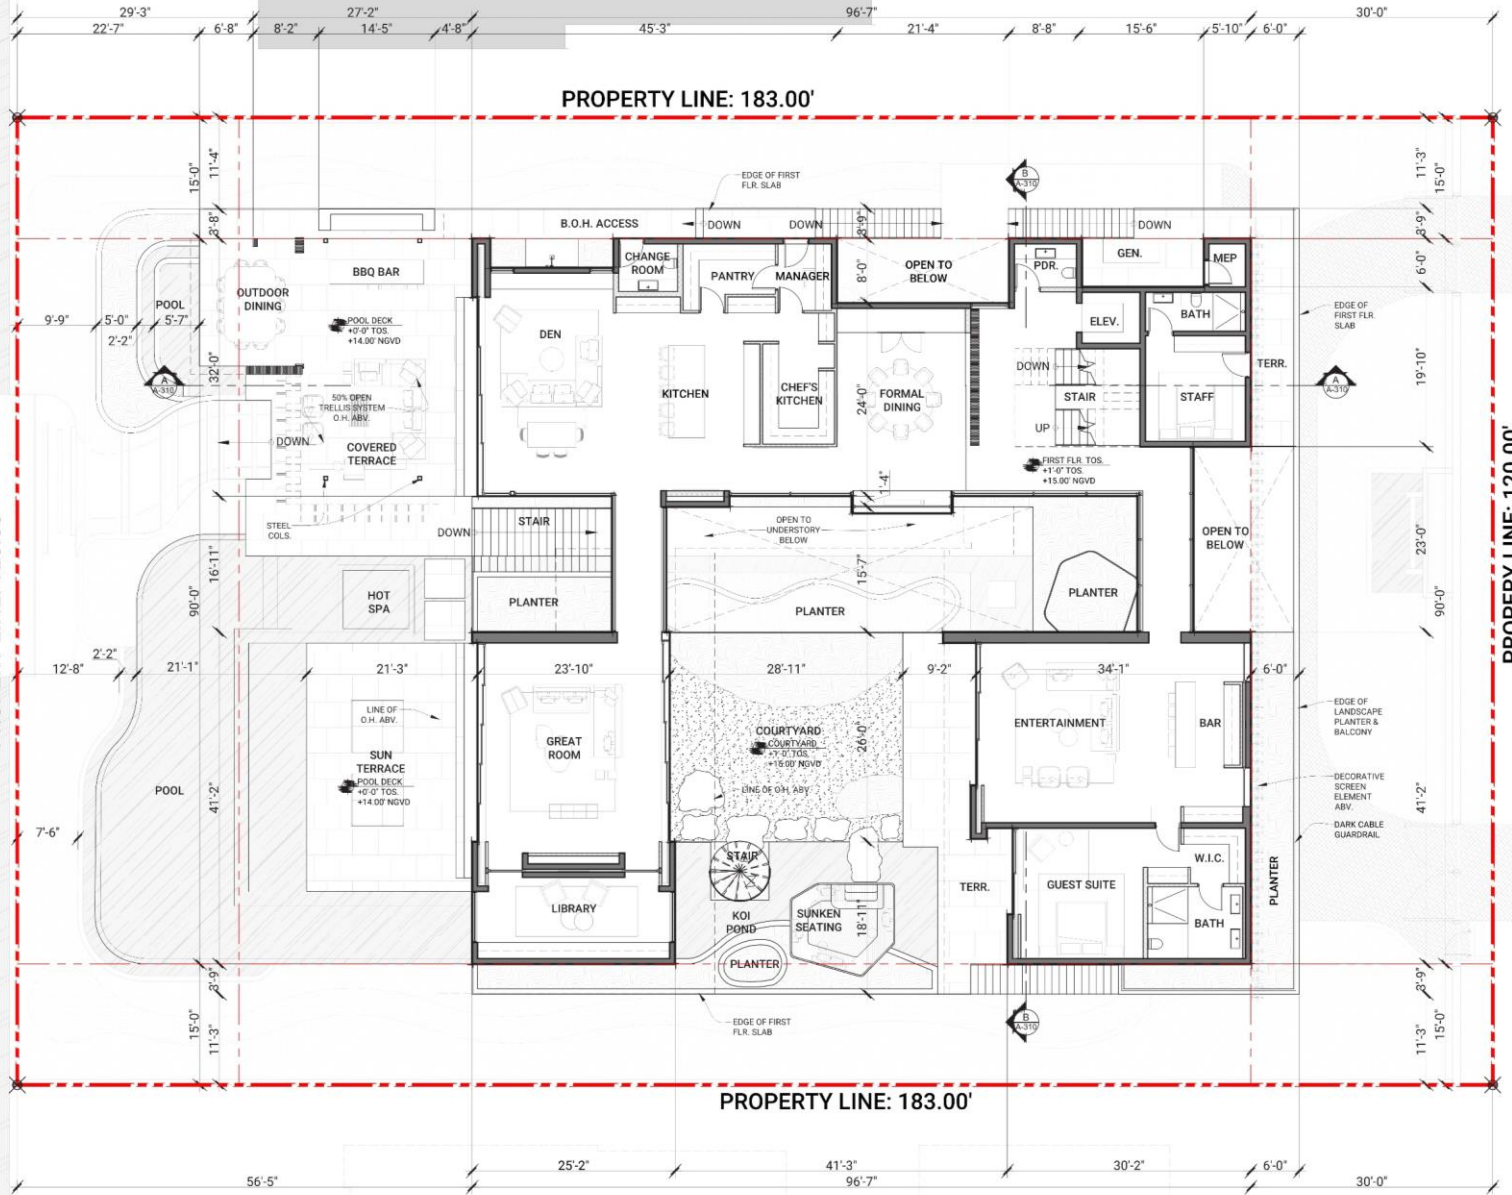 29'-3"
27'-2"
96'-7"
30'-0"
22'-7"
6'-8"
8'-2"
14'-5"
4'-8"
45'-3"
21'-4"
8'-8"
15'-6"
5'-10"
6'-0"
PROPERTY LINE: 183.00'
15'-0"
11'-4"
EDGE OF FIRST
FLR. SLAB
B
A-310
11'-3"
15'-0"
3'-8"
B.O.H. ACCESS
DOWN
DOWN
3'-9"
DOWN
3'-9"
BBQ BAR
CHANGE
ROOM
PANTRY
MANAGER
8'-0"
OPEN TO
BELOW
PDR.
GEN.
MEP
6'-0"
OUTDOOR
DINING
POOL
9'-9"
5'-0"
5'-7"
2'-2"
POOL DECK
+0'-0" TOS.
+14.00' NGVD
DEN
ELEV.
BATH
EDGE OF
FIRST FLR.
SLAB
32'-0"
A
A-310
50% OPEN
TRELLIS SYSTEM
O.H. ABV.
DOWN
COVERED
TERRACE
KITCHEN
CHEF'S
KITCHEN
24'-0"
FORMAL
DINING
DOWN
STAIR
UP
STAFF
TERR.
A
A-310
19'-10"
FIRST FLR. TOS.
+1'-0" TOS.
+15.00' NGVD
1'-4"
STEEL
COLS.
DOWN
STAIR
OPEN TO
UNDERSTORY
BELOW
OPEN TO
BELOW
23'-0"
PROPERTY LINE: 120.00'
16'-11"
90'-0"
HOT
SPA
PLANTER
15'-7"
PLANTER
PLANTER
90'-0"
2'-2"
12'-8"
21'-1"
21'-3"
23'-10"
28'-11"
9'-2"
34'-1"
6'-0"
LINE OF
O.H. ABV.
SUN
TERRACE
POOL DECK
+0'-0" TOS.
+14.00' NGVD
GREAT
ROOM
COURTYARD
COURTYARD
26'-0"
ENTERTAINMENT
BAR
EDGE OF
LANDSCAPE
PLANTER &
BALCONY
POOL
41'-2"
LINE OF O.H. ABV.
DECORATIVE
SCREEN
ELEMENT
ABV.
41'-2"
7'-6"
DARK CABLE
GUARDRAIL
STAIR
W.I.C.
PLANTER
TERR.
GUEST SUITE
LIBRARY
KOI
POND
SUNKEN
SEATING
18'-11"
BATH
PLANTER
3'-9"
3'-9"
15'-0"
11'-3"
EDGE OF FIRST
FLR. SLAB
B
A-310
11'-3"
15'-0"
PROPERTY LINE: 183.00'
25'-2"
41'-3"
30'-2"
6'-0"
56'-5"
96'-7"
30'-0"